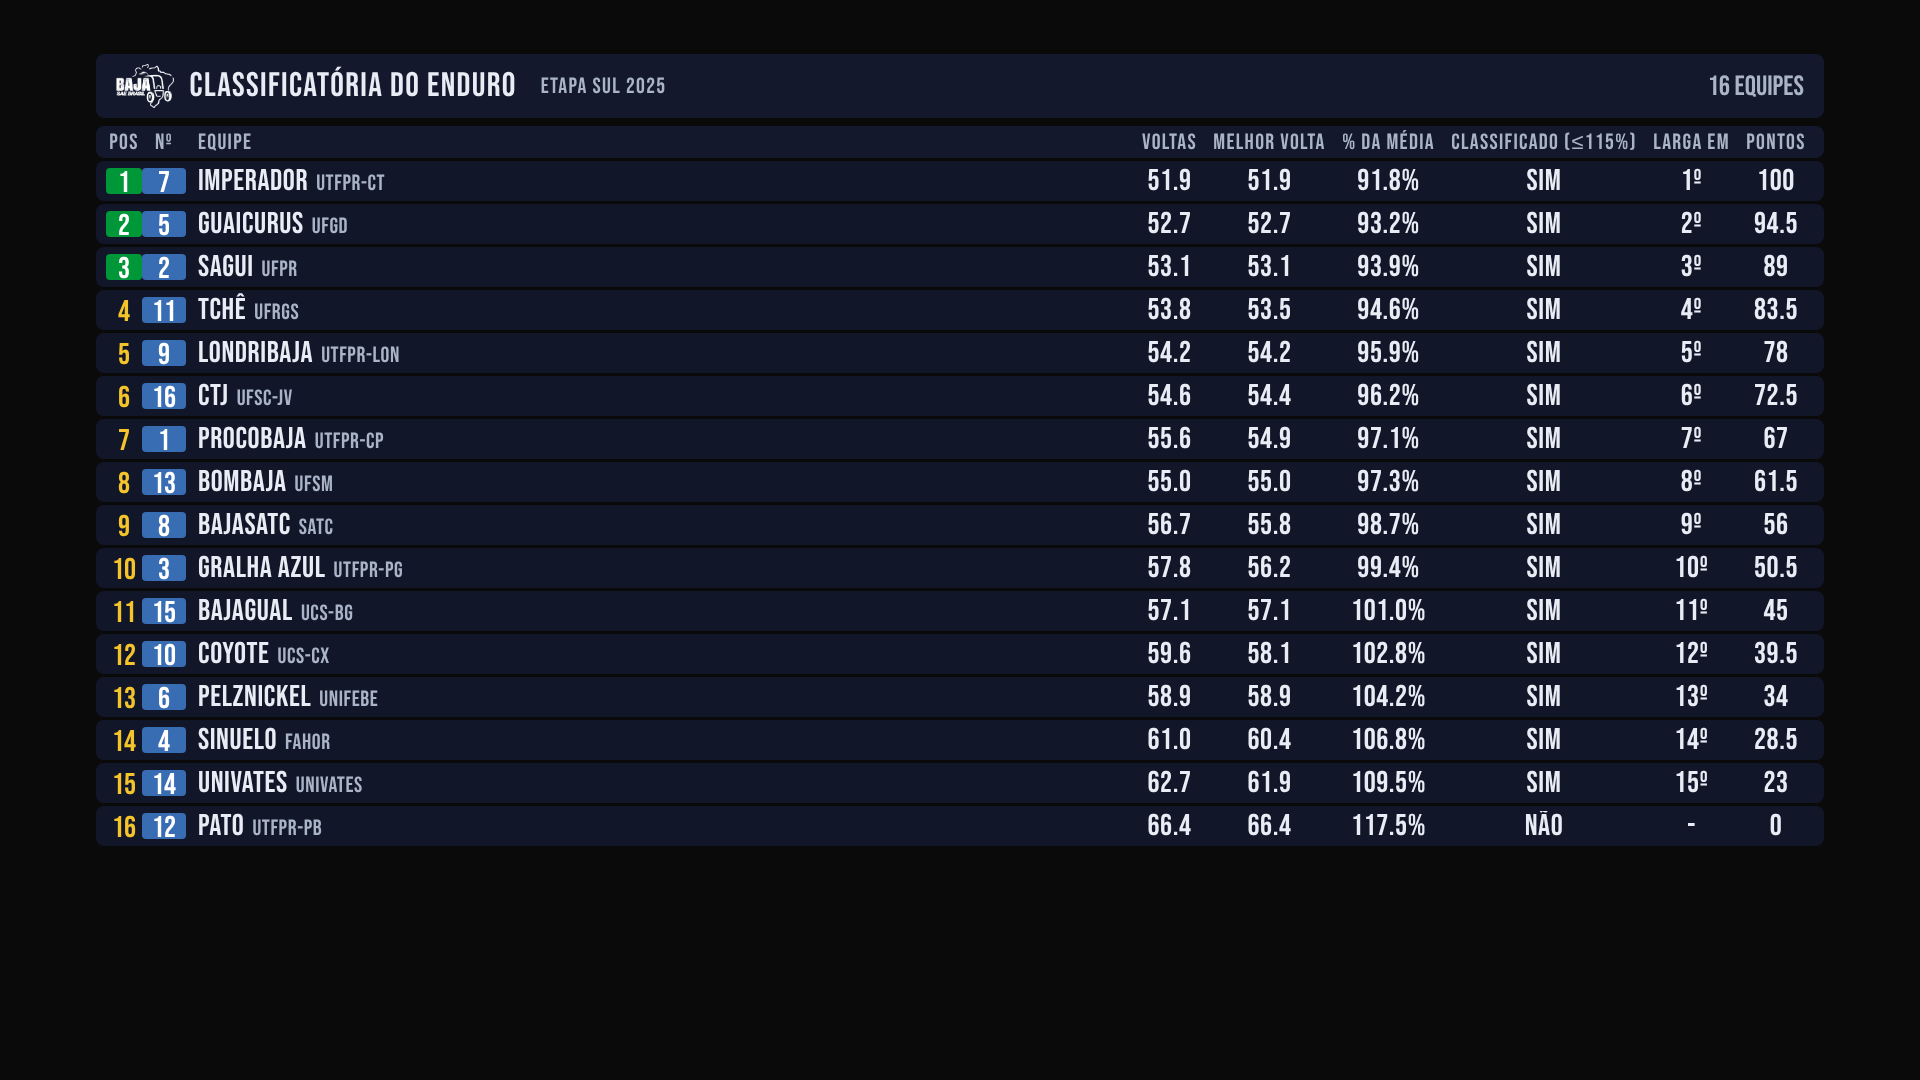 BAJA SAE BRASIL CLASSIFICATÓRIA DO ENDURO ETAPA SUL 2025 16 EQUIPES
POS Nº EQUIPE VOLTAS MELHOR VOLTA % DA MÉDIA CLASSIFICADO (≤115%) LARGA EM PONTOS
1 7 IMPERADOR UTFPR-CT 51.9 51.9 91.8% SIM 1º 100
2 5 GUAICURUS UFGD 52.7 52.7 93.2% SIM 2º 94.5
3 2 SAGUI UFPR 53.1 53.1 93.9% SIM 3º 89
4 11 TCHÊ UFRGS 53.8 53.5 94.6% SIM 4º 83.5
5 9 LONDRIBAJA UTFPR-LON 54.2 54.2 95.9% SIM 5º 78
6 16 CTJ UFSC-JV 54.6 54.4 96.2% SIM 6º 72.5
7 1 PROCOBAJA UTFPR-CP 55.6 54.9 97.1% SIM 7º 67
8 13 BOMBAJA UFSM 55.0 55.0 97.3% SIM 8º 61.5
9 8 BAJASATC SATC 56.7 55.8 98.7% SIM 9º 56
10 3 GRALHA AZUL UTFPR-PG 57.8 56.2 99.4% SIM 10º 50.5
11 15 BAJAGUAL UCS-BG 57.1 57.1 101.0% SIM 11º 45
12 10 COYOTE UCS-CX 59.6 58.1 102.8% SIM 12º 39.5
13 6 PELZNICKEL UNIFEBE 58.9 58.9 104.2% SIM 13º 34
14 4 SINUELO FAHOR 61.0 60.4 106.8% SIM 14º 28.5
15 14 UNIVATES UNIVATES 62.7 61.9 109.5% SIM 15º 23
16 12 PATO UTFPR-PB 66.4 66.4 117.5% NÃO - 0